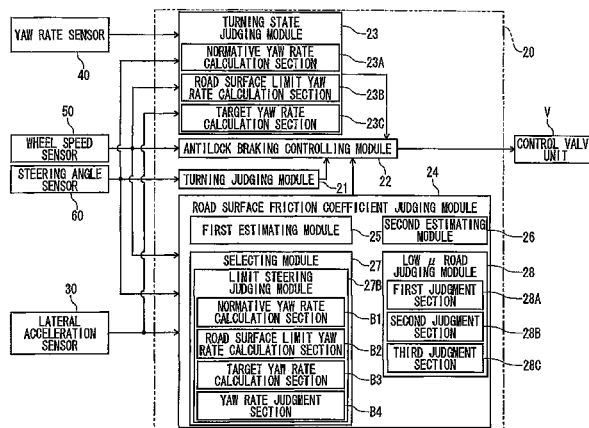 YAW RATE SENSOR
40
TURNING STATE
JUDGING MODULE
23
20
NORMATIVE YAW RATE
CALCULATION SECTION
23A
ROAD SURFACE LIMIT YAW
RATE CALCULATION SECTION
23B
TARGET YAW RATE
CALCULATION SECTION
23C
50
WHEEL SPEED
SENSOR
ANTILOCK BRAKING CONTROLLING MODULE
22
V
CONTROL VALV
UNIT
STEERING ANGLE
SENSOR
60
TURNING JUDGING MODULE
21
24
ROAD SURFACE FRICTION COEFFICIENT JUDGING MODULE
FIRST ESTIMATING MODULE
25
SECOND ESTIMATING
MODULE
26
SELECTING MODULE
27
LIMIT STEERING
JUDGING MODULE
27B
NORMATIVE YAW RATE
CALCULATION SECTION
B1
ROAD SURFACE LIMIT YAW
RATE CALCULATION SECTION
B2
TARGET YAW RATE
CALCULATION SECTION
B3
YAW RATE JUDGMENT
SECTION
B4
LOW μ ROAD
JUDGING MODULE
28
FIRST JUDGMENT
SECTION
28A
SECOND JUDGMENT
SECTION
28B
THIRD JUDGMENT
SECTION
28C
30
LATERAL
ACCELERATION
SENSOR